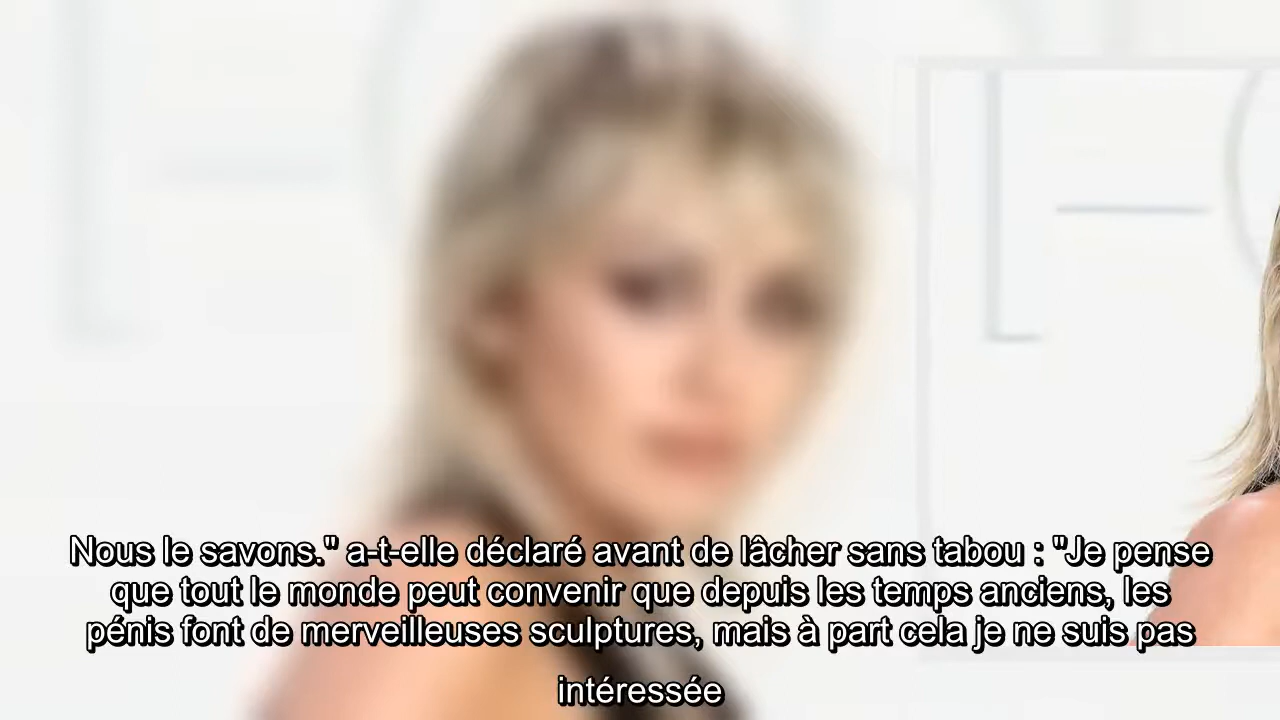 Nous le savons." a-t-elle déclaré avant de lâcher sans tabou : "Je pense
que tout le monde peut convenir que depuis les temps anciens, les
pénis font de merveilleuses sculptures, mais à part cela je ne suis pas
intéressée